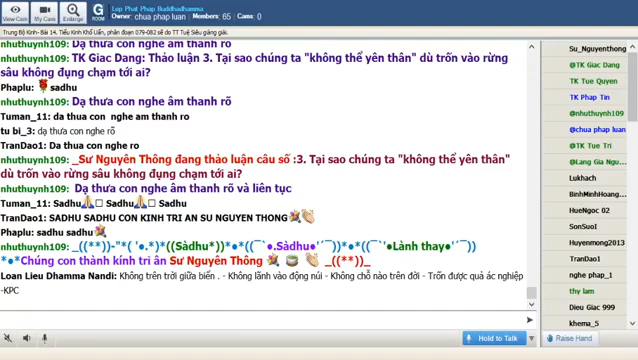 View Cam
My Cam
Enlarge
G
ROOM
Lop Phat Phap Buddhadhamma
Owner: chua phap luan | Members: 65 | Cams: 0
Trung Bộ Kinh- Bài 14. Tiểu Kinh Khổ Uẩn, phân đoạn 079-082 sẽ do TT Tuệ Siêu giảng giải.
nhuthuynh109: Dạ thưa con nghe âm thanh rõ
nhuthuynh109: TK Giac Dang: Thảo luận 3. Tại sao chúng ta "không thể yên thân" dù trốn vào rừng
sâu không đụng chạm tới ai?
Phaplu: sadhu
nhuthuynh109: Dạ thưa con nghe âm thanh rõ
Tuman_11: da thua con nghe am thanh ro
tu bi_3: dạ thưa con nghe rõ
TranDao1: Da thua con nghe ro
nhuthuynh109: _Sư Nguyên Thông đang thảo luận câu số :3. Tại sao chúng ta "không thể yên thân"
dù trốn vào rừng sâu không đụng chạm tới ai?
nhuthuynh109: Dạ thưa con nghe âm thanh rõ và liên tục
Tuman_11: Sadhu Sadhu Sadhu
TranDao1: SADHU SADHU CON KINH TRI AN SU NGUYEN THONG
Phaplu: sadhu sadhu
nhuthuynh109: _((**))-"*( '•.*)*((Sàdhu*))*•*((¯`•.Sàdhu•'´¯))*•*((¯`'•Lành thay•'´¯))
*•*Chúng con thành kính tri ân Sư Nguyên Thông _((**))_
Loan Lieu Dhamma Nandi: Không trên trời giữa biển . - Không lãnh vào động núi - Không chỗ nào trên đời - Trốn được quả ác nghiệp
-KPC
Hold to Talk
Su_Nguyenthong
@TK Giac Dang
TK Tue Quyen
TK Phap Tin
@nhuthuynh109
@chua phap luan
@TK Tue Tri
@Lang Gia Ngu...
Lukhach
BinhMinhHoang...
HueNgoc 02
SonSuoI
Huyenmong2013
TranDao1
nghe phap_1
thy lam
Dieu Giac 999
khema_5
Raise Hand